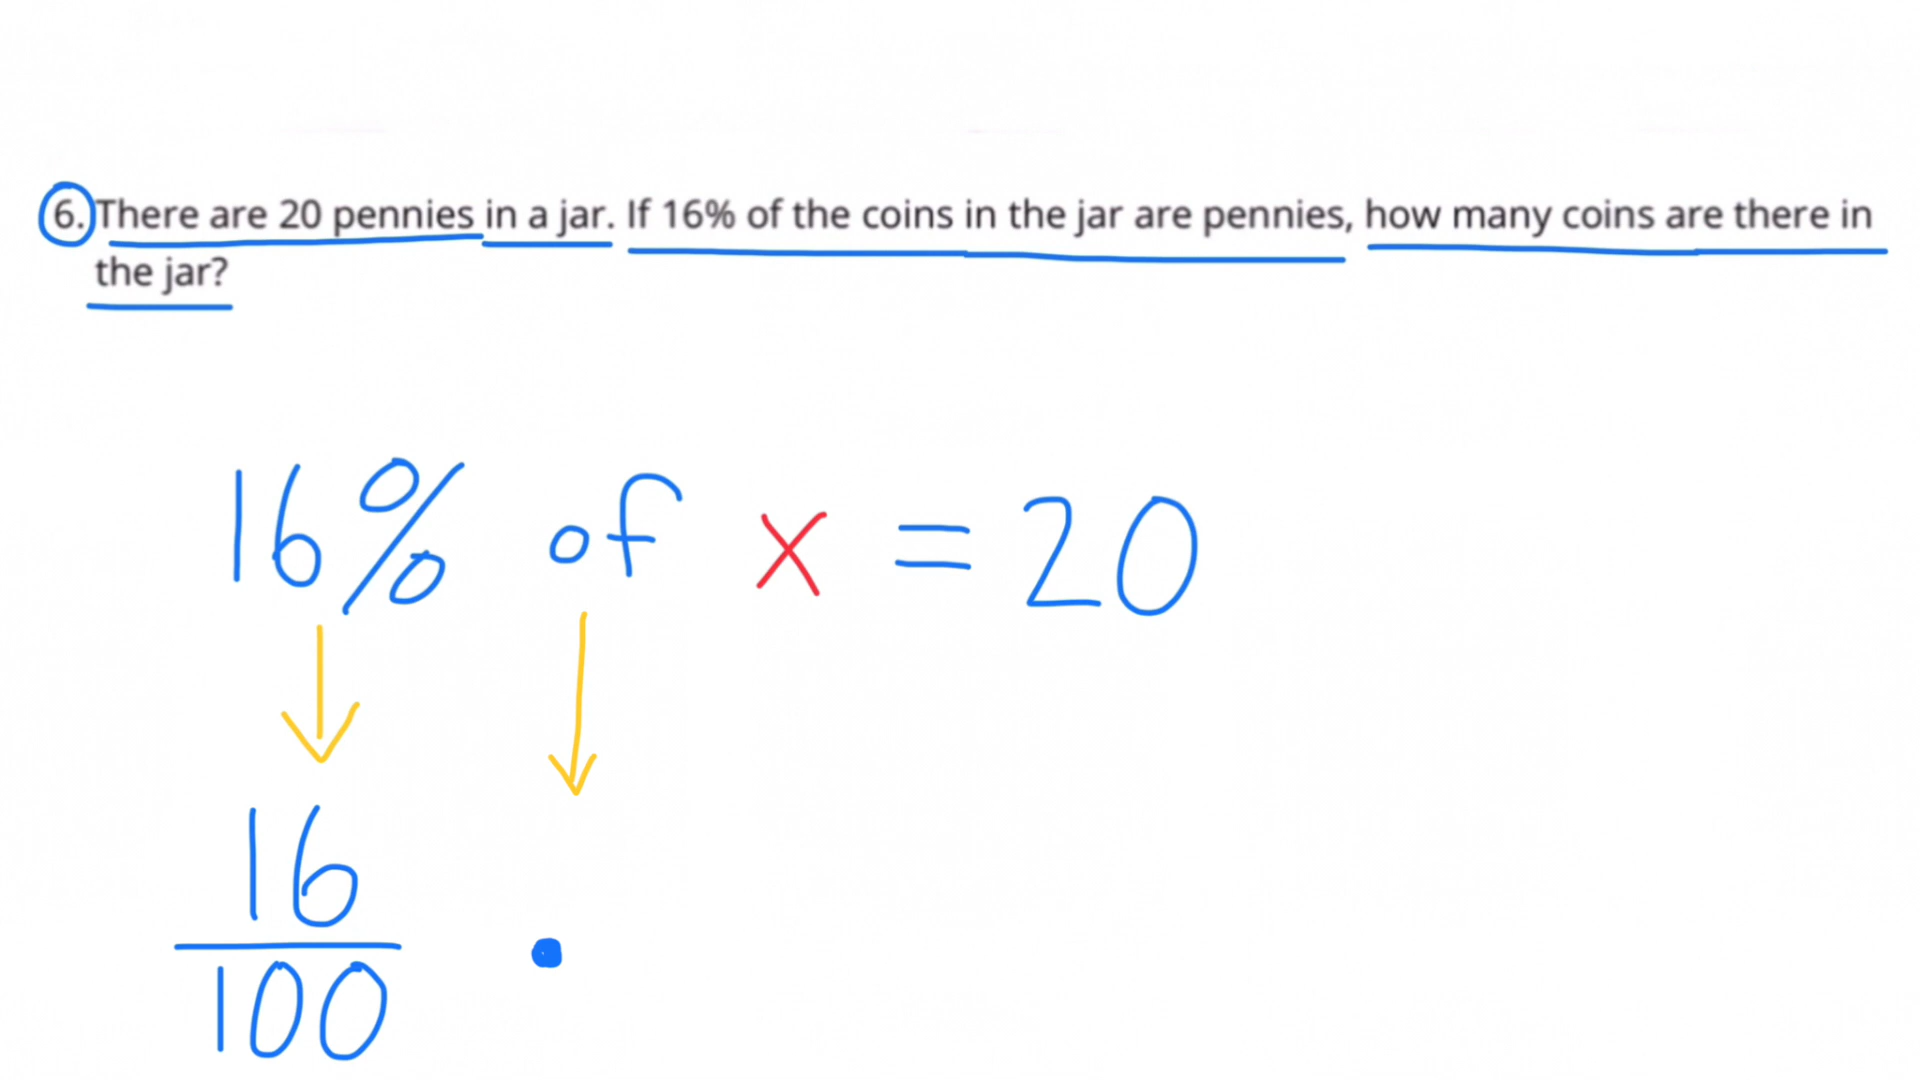 6. There are 20 pennies in a jar. If 16% of the coins in the jar are pennies, how many coins are there in
the jar?
16% of x = 20
16
100 ·